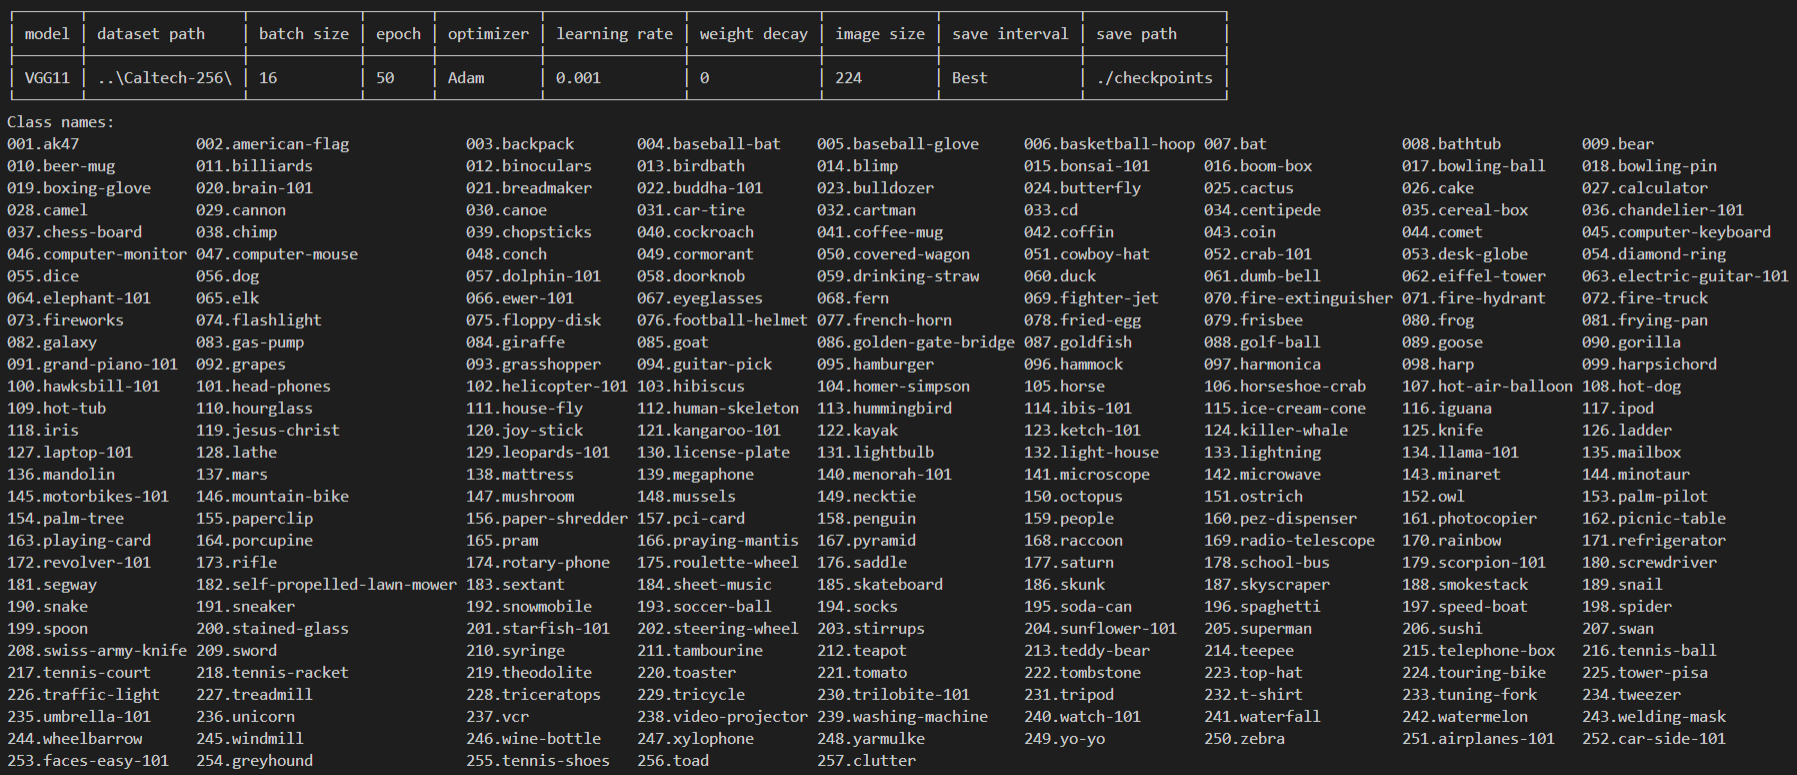 model dataset path batch size epoch optimizer learning rate weight decay image size save interval save path
VGG11 ..\Caltech-256\ 16 50 Adam 0.001 0 224 Best ./checkpoints
Class names:
001.ak47 002.american-flag 003.backpack 004.baseball-bat 005.baseball-glove 006.basketball-hoop 007.bat 008.bathtub 009.bear
010.beer-mug 011.billiards 012.binoculars 013.birdbath 014.blimp 015.bonsai-101 016.boom-box 017.bowling-ball 018.bowling-pin
019.boxing-glove 020.brain-101 021.breadmaker 022.buddha-101 023.bulldozer 024.butterfly 025.cactus 026.cake 027.calculator
028.camel 029.cannon 030.canoe 031.car-tire 032.cartman 033.cd 034.centipede 035.cereal-box 036.chandelier-101
037.chess-board 038.chimp 039.chopsticks 040.cockroach 041.coffee-mug 042.coffin 043.coin 044.comet 045.computer-keyboard
046.computer-monitor 047.computer-mouse 048.conch 049.cormorant 050.covered-wagon 051.cowboy-hat 052.crab-101 053.desk-globe 054.diamond-ring
055.dice 056.dog 057.dolphin-101 058.doorknob 059.drinking-straw 060.duck 061.dumb-bell 062.eiffel-tower 063.electric-guitar-101
064.elephant-101 065.elk 066.ewer-101 067.eyeglasses 068.fern 069.fighter-jet 070.fire-extinguisher 071.fire-hydrant 072.fire-truck
073.fireworks 074.flashlight 075.floppy-disk 076.football-helmet 077.french-horn 078.fried-egg 079.frisbee 080.frog 081.frying-pan
082.galaxy 083.gas-pump 084.giraffe 085.goat 086.golden-gate-bridge 087.goldfish 088.golf-ball 089.goose 090.gorilla
091.grand-piano-101 092.grapes 093.grasshopper 094.guitar-pick 095.hamburger 096.hammock 097.harmonica 098.harp 099.harpsichord
100.hawksbill-101 101.head-phones 102.helicopter-101 103.hibiscus 104.homer-simpson 105.horse 106.horseshoe-crab 107.hot-air-balloon 108.hot-dog
109.hot-tub 110.hourglass 111.house-fly 112.human-skeleton 113.hummingbird 114.ibis-101 115.ice-cream-cone 116.iguana 117.ipod
118.iris 119.jesus-christ 120.joy-stick 121.kangaroo-101 122.kayak 123.ketch-101 124.killer-whale 125.knife 126.ladder
127.laptop-101 128.lathe 129.leopards-101 130.license-plate 131.lightbulb 132.light-house 133.lightning 134.llama-101 135.mailbox
136.mandolin 137.mars 138.mattress 139.megaphone 140.menorah-101 141.microscope 142.microwave 143.minaret 144.minotaur
145.motorbikes-101 146.mountain-bike 147.mushroom 148.mussels 149.necktie 150.octopus 151.ostrich 152.owl 153.palm-pilot
154.palm-tree 155.paperclip 156.paper-shredder 157.pci-card 158.penguin 159.people 160.pez-dispenser 161.photocopier 162.picnic-table
163.playing-card 164.porcupine 165.pram 166.praying-mantis 167.pyramid 168.raccoon 169.radio-telescope 170.rainbow 171.refrigerator
172.revolver-101 173.rifle 174.rotary-phone 175.roulette-wheel 176.saddle 177.saturn 178.school-bus 179.scorpion-101 180.screwdriver
181.segway 182.self-propelled-lawn-mower 183.sextant 184.sheet-music 185.skateboard 186.skunk 187.skyscraper 188.smokestack 189.snail
190.snake 191.sneaker 192.snowmobile 193.soccer-ball 194.socks 195.soda-can 196.spaghetti 197.speed-boat 198.spider
199.spoon 200.stained-glass 201.starfish-101 202.steering-wheel 203.stirrups 204.sunflower-101 205.superman 206.sushi 207.swan
208.swiss-army-knife 209.sword 210.syringe 211.tambourine 212.teapot 213.teddy-bear 214.teepee 215.telephone-box 216.tennis-ball
217.tennis-court 218.tennis-racket 219.theodolite 220.toaster 221.tomato 222.tombstone 223.top-hat 224.touring-bike 225.tower-pisa
226.traffic-light 227.treadmill 228.triceratops 229.tricycle 230.trilobite-101 231.tripod 232.t-shirt 233.tuning-fork 234.tweezer
235.umbrella-101 236.unicorn 237.vcr 238.video-projector 239.washing-machine 240.watch-101 241.waterfall 242.watermelon 243.welding-mask
244.wheelbarrow 245.windmill 246.wine-bottle 247.xylophone 248.yarmulke 249.yo-yo 250.zebra 251.airplanes-101 252.car-side-101
253.faces-easy-101 254.greyhound 255.tennis-shoes 256.toad 257.clutter